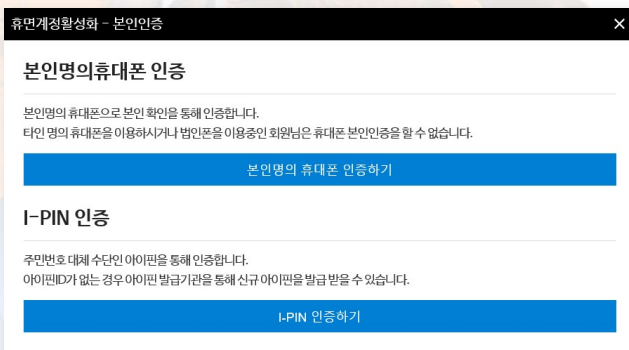 휴면계정활성화 - 본인인증 ×
본인명의휴대폰 인증
본인명의 휴대폰으로 본인 확인을 통해 인증합니다.
타인 명의 휴대폰을 이용하시거나 법인폰을 이용중인 회원님은 휴대폰 본인인증을 할 수 없습니다.
본인명의 휴대폰 인증하기
I-PIN 인증
주민번호 대체 수단인 아이핀을 통해 인증합니다.
아이핀ID가 없는 경우 아이핀 발급기관을 통해 신규 아이핀을 발급 받을 수 있습니다.
I-PIN 인증하기